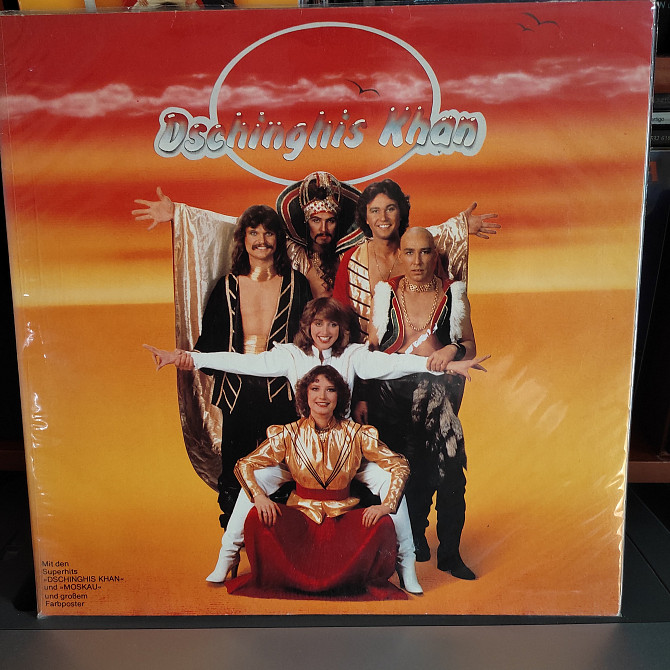 Dschinghis Khan
Mit den
Superhits
»DSCHINGHIS KHAN«
und »MOSKAU«
und großem
Farbposter